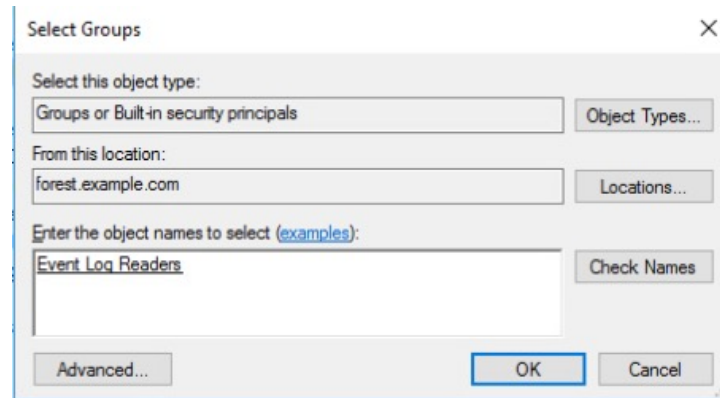 Select Groups
Select this object type:
Groups or Built-in security principals
Object Types...
From this location:
forest.example.com
Locations...
Enter the object names to select (examples):
Event Log Readers
Check Names
Advanced...
OK
Cancel